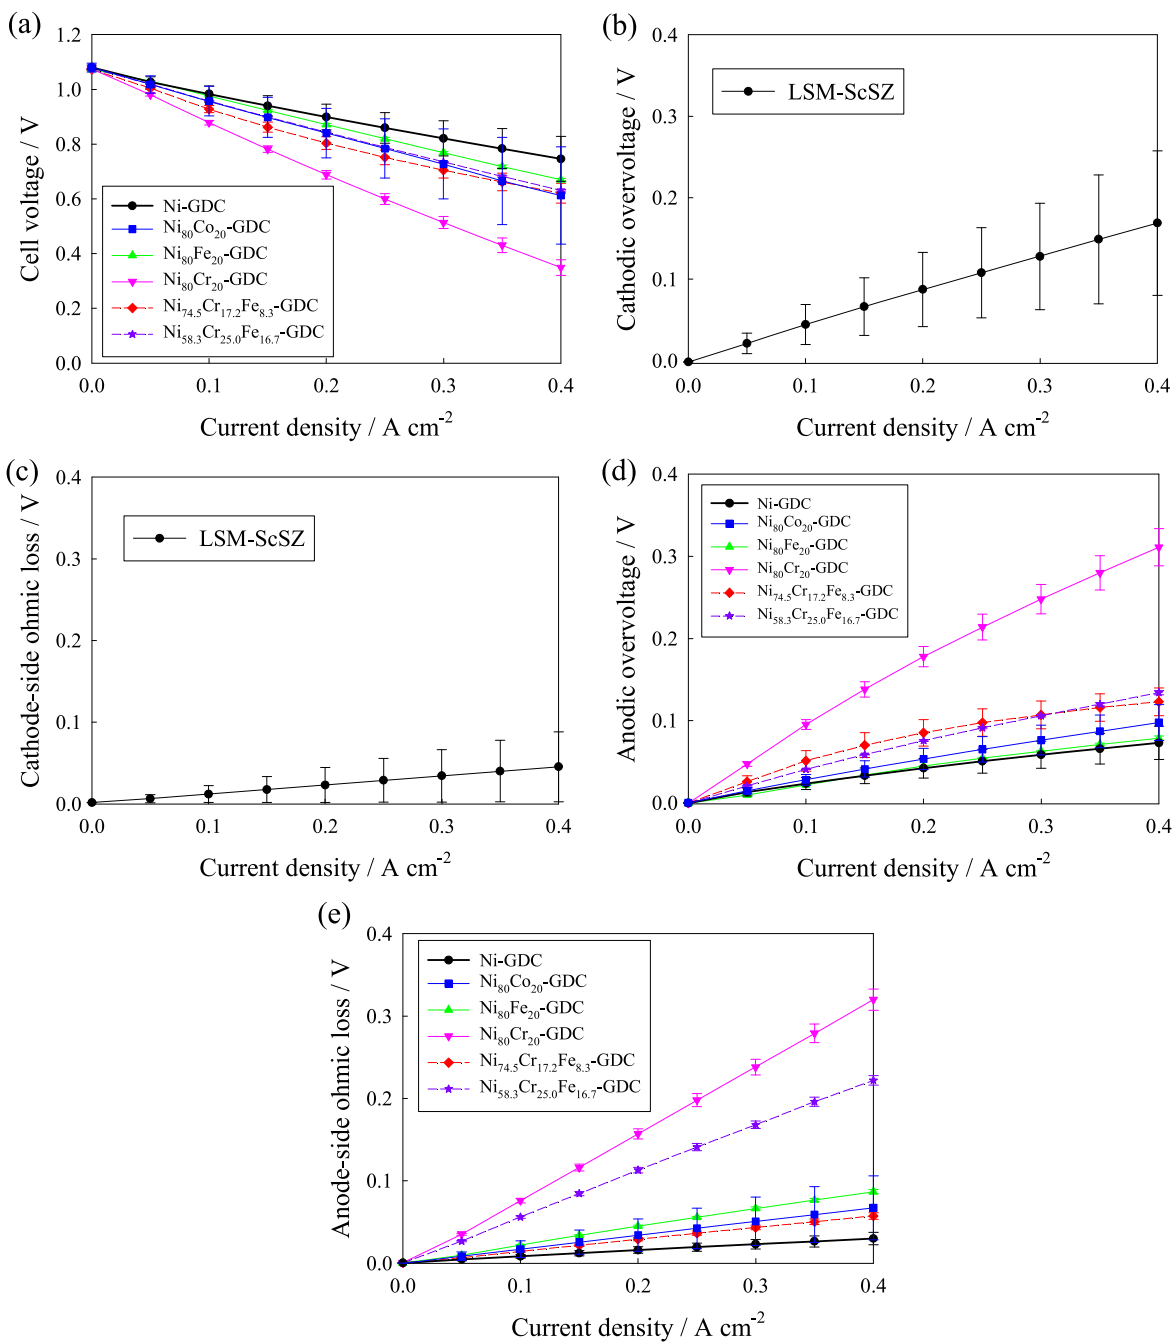 (a)
1.2
1.0
0.8
0.6
0.4
0.2
0.0
Cell voltage / V
Ni-GDC
Ni80Co20-GDC
Ni80Fe20-GDC
Ni80Cr20-GDC
Ni74.5Cr17.2Fe8.3-GDC
Ni58.3Cr25.0Fe16.7-GDC
0.0 0.1 0.2 0.3 0.4
Current density / A cm-2
(b)
0.4
0.3
0.2
0.1
0.0
Cathodic overvoltage / V
LSM-ScSZ
0.0 0.1 0.2 0.3 0.4
Current density / A cm-2
(c)
0.4
0.3
0.2
0.1
0.0
Cathode-side ohmic loss / V
LSM-ScSZ
0.0 0.1 0.2 0.3 0.4
Current density / A cm-2
(d)
0.4
0.3
0.2
0.1
0.0
Anodic overvoltage / V
Ni-GDC
Ni80Co20-GDC
Ni80Fe20-GDC
Ni80Cr20-GDC
Ni74.5Cr17.2Fe8.3-GDC
Ni58.3Cr25.0Fe16.7-GDC
0.0 0.1 0.2 0.3 0.4
Current density / A cm-2
(e)
0.4
0.3
0.2
0.1
0.0
Anode-side ohmic loss / V
Ni-GDC
Ni80Co20-GDC
Ni80Fe20-GDC
Ni80Cr20-GDC
Ni74.5Cr17.2Fe8.3-GDC
Ni58.3Cr25.0Fe16.7-GDC
0.0 0.1 0.2 0.3 0.4
Current density / A cm-2